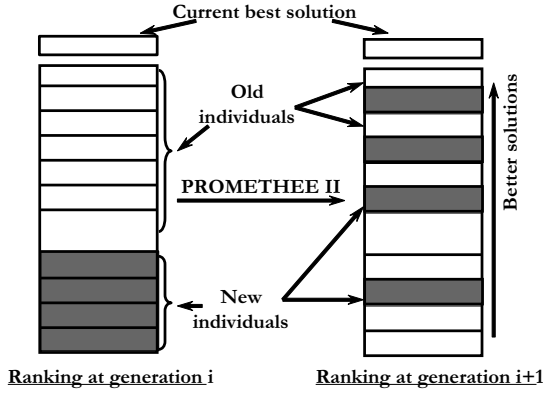 Current best solution
Old
individuals
PROMETHEE II
New
individuals
Better solutions
Ranking at generation i
Ranking at generation i+1